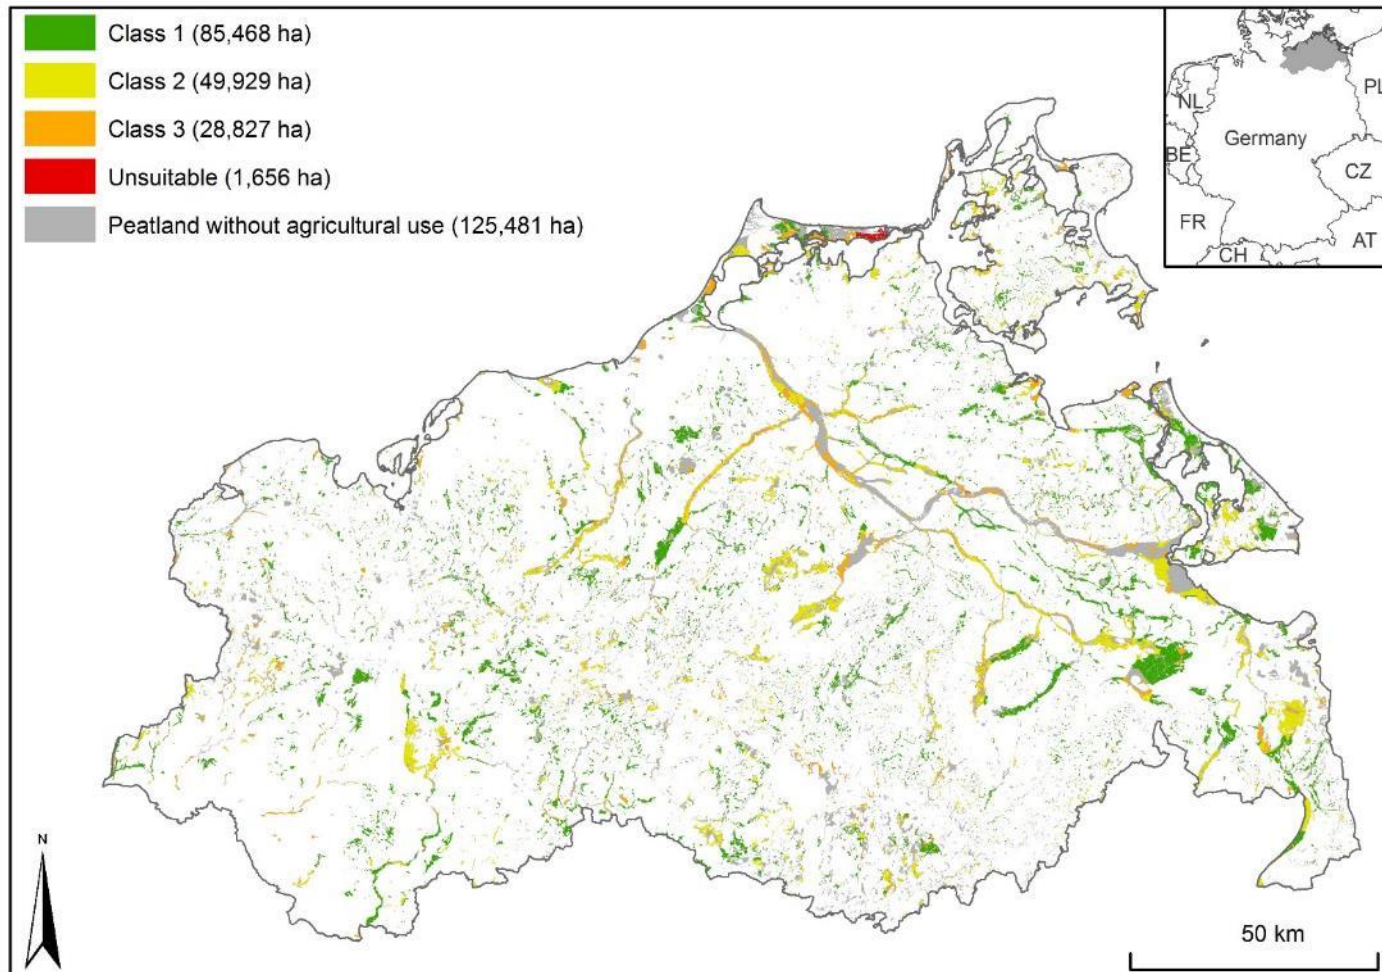 Class 1 (85,468 ha)
Class 2 (49,929 ha)
Class 3 (28,827 ha)
Unsuitable (1,656 ha)
Peatland without agricultural use (125,481 ha)
NL
PL
Germany
BE
CZ
FR
AT
CH
N
50 km